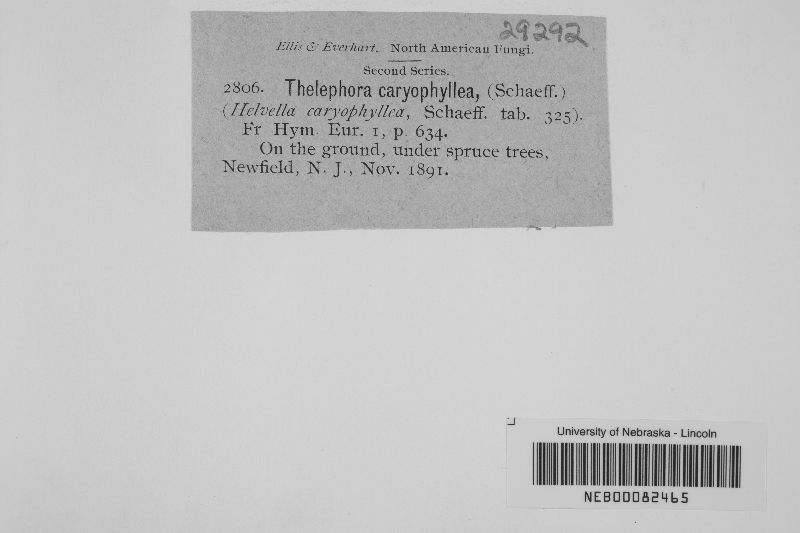 29292
Ellis & Everhart. North American Fungi.
Second Series.
2806. Thelephora caryophyllea, (Schaeff.)
(Helvella caryophyllea, Schaeff. tab. 325).
Fr Hym Eur. 1, p. 634.
On the ground, under spruce trees,
Newfield, N. J., Nov. 1891.
University of Nebraska - Lincoln
NEB00082465